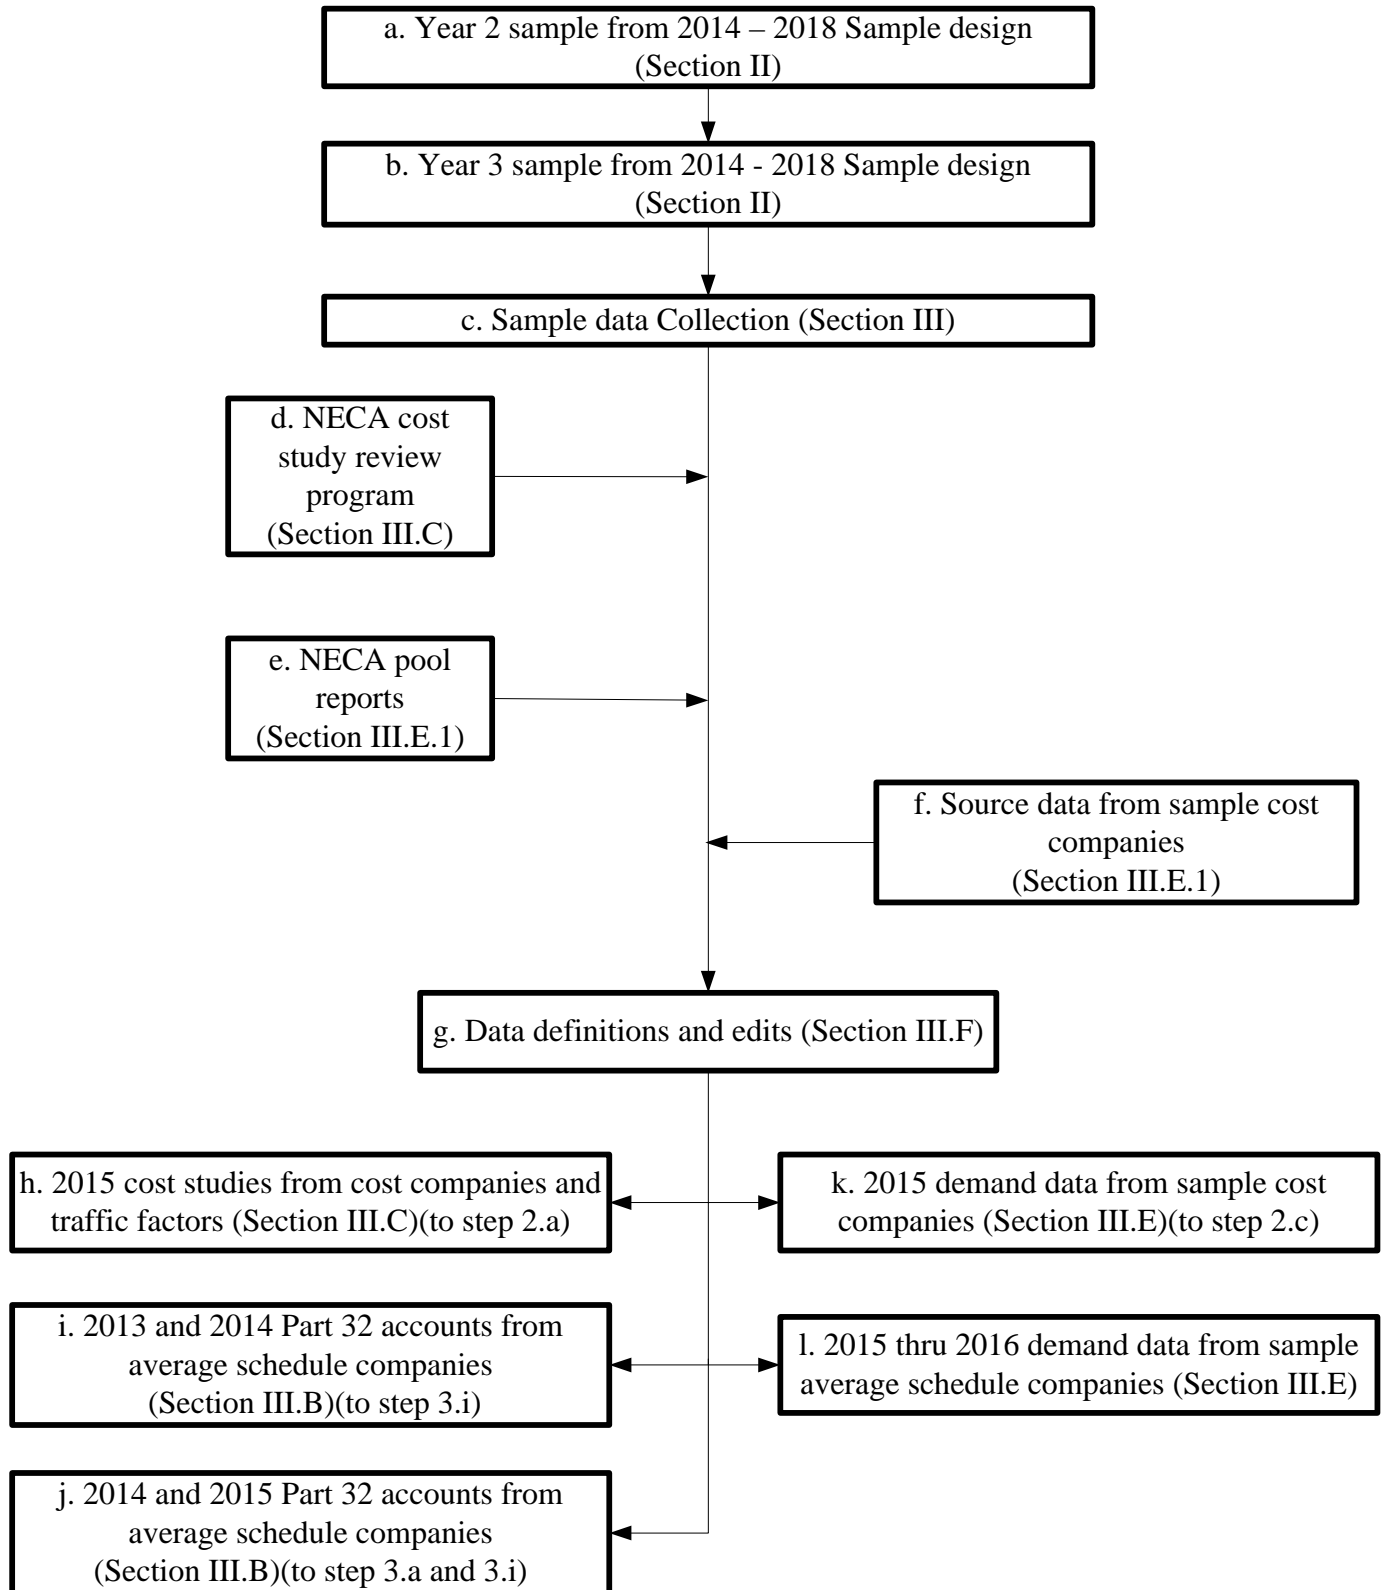 a. Year 2 sample from 2014 – 2018 Sample design
(Section II)
b. Year 3 sample from 2014 - 2018 Sample design
(Section II)
c. Sample data Collection (Section III)
d. NECA cost
study review
program
(Section III.C)
e. NECA pool
reports
(Section III.E.1)
f. Source data from sample cost
companies
(Section III.E.1)
g. Data definitions and edits (Section III.F)
h. 2015 cost studies from cost companies and
traffic factors (Section III.C)(to step 2.a)
k. 2015 demand data from sample cost
companies (Section III.E)(to step 2.c)
i. 2013 and 2014 Part 32 accounts from
average schedule companies
(Section III.B)(to step 3.i)
l. 2015 thru 2016 demand data from sample
average schedule companies (Section III.E)
j. 2014 and 2015 Part 32 accounts from
average schedule companies
(Section III.B)(to step 3.a and 3.i)